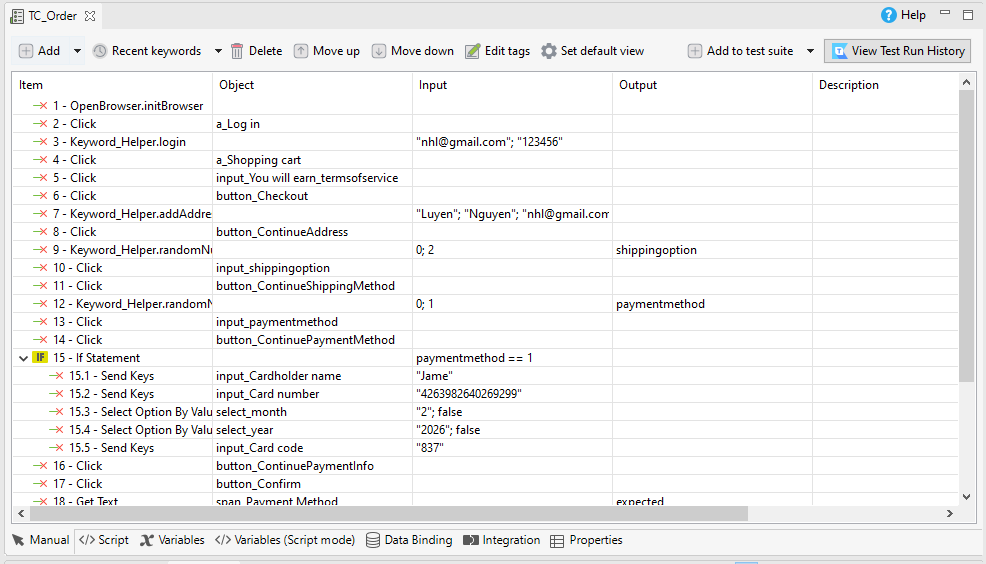 TC_Order Help
Add Recent keywords Delete Move up Move down Edit tags Set default view Add to test suite View Test Run History
Item Object Input Output Description
1 - OpenBrowser.initBrowser
2 - Click a_Log in
3 - Keyword_Helper.login "nhl@gmail.com"; "123456"
4 - Click a_Shopping cart
5 - Click input_You will earn_termsofservice
6 - Click button_Checkout
7 - Keyword_Helper.addAddre "Luyen"; "Nguyen"; "nhl@gmail.com
8 - Click button_ContinueAddress
9 - Keyword_Helper.randomNu 0; 2 shippingoption
10 - Click input_shippingoption
11 - Click button_ContinueShippingMethod
12 - Keyword_Helper.randomN 0; 1 paymentmethod
13 - Click input_paymentmethod
14 - Click button_ContinuePaymentMethod
IF 15 - If Statement paymentmethod == 1
15.1 - Send Keys input_Cardholder name "Jame"
15.2 - Send Keys input_Card number "4263982640269299"
15.3 - Select Option By Valu select_month "2"; false
15.4 - Select Option By Valu select_year "2026"; false
15.5 - Send Keys input_Card code "837"
16 - Click button_ContinuePaymentInfo
17 - Click button_Confirm
18 - Get Text span_Payment Method expected
Manual </> Script Variables </> Variables (Script mode) Data Binding Integration Properties